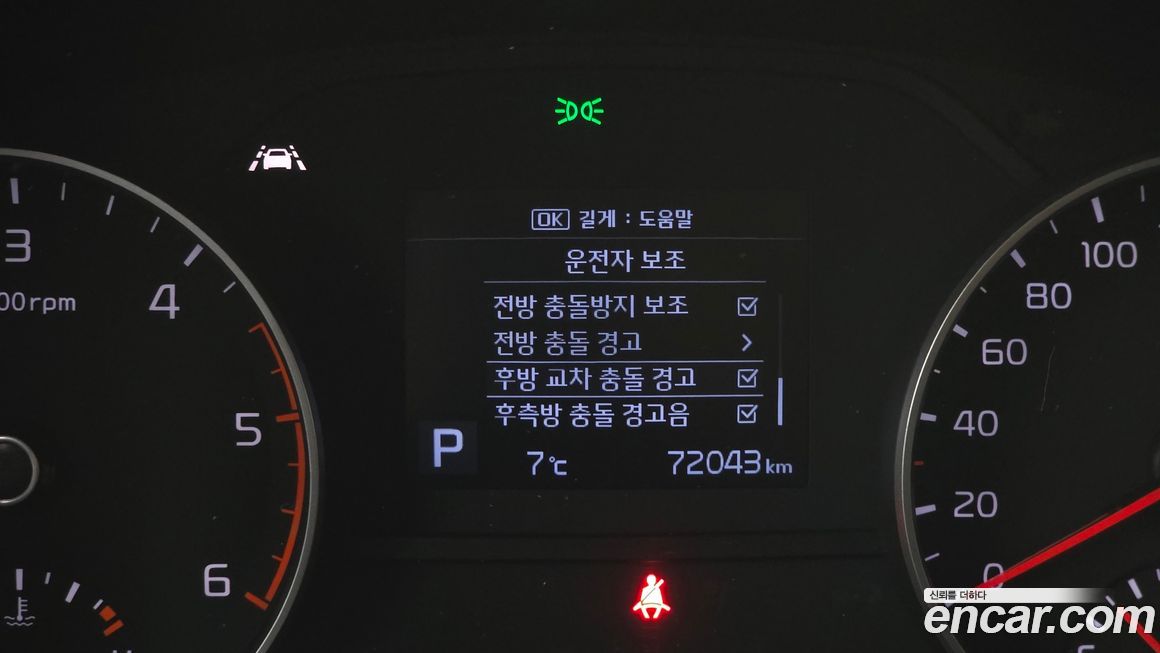 OK 길게 : 도움말
운전자 보조
전방 충돌방지 보조
전방 충돌 경고
후방 교차 충돌 경고
후측방 충돌 경고음
P
7℃
72043 km
3
4
5
6
00rpm
100
80
60
40
20
0
신뢰를 더하다
encar.com